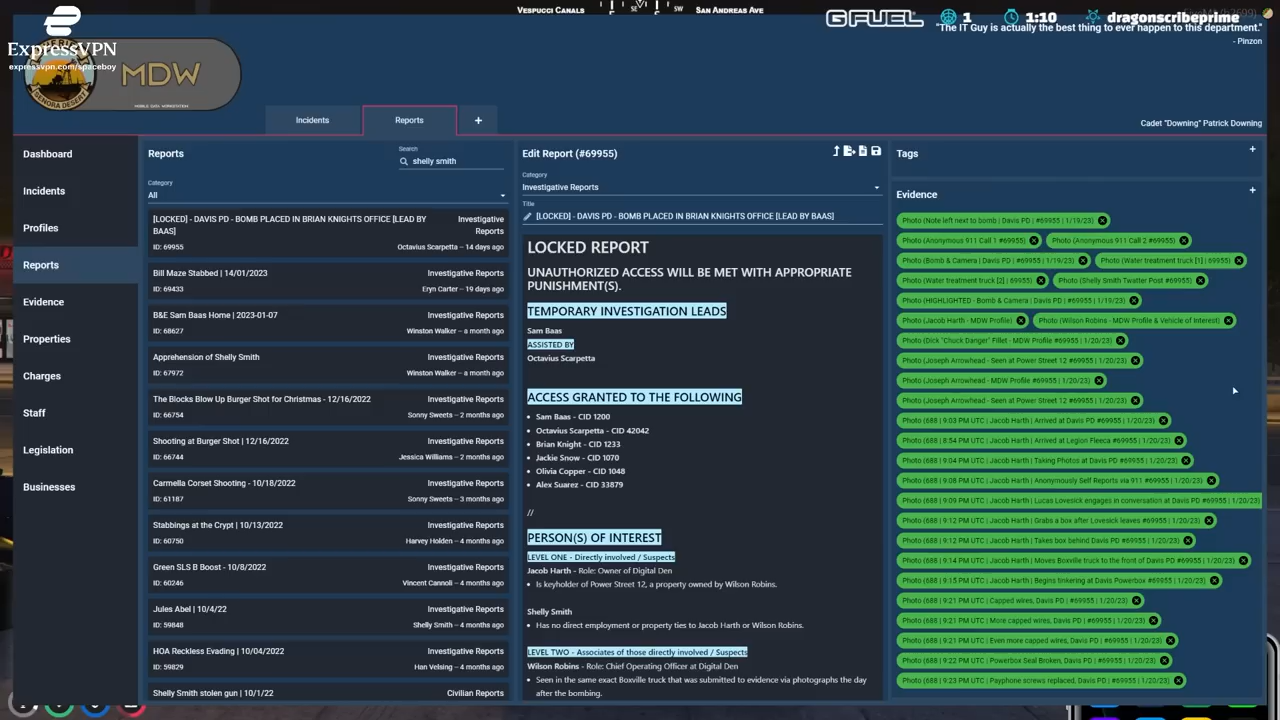 Vespucci Canals
SE
SW
San Andreas Ave
ExpressVPN
expressvpn.com/spaceboy
MDW
MOBILE DATA WORKSTATION
SENORA DESERT
G FUEL
1
1:10
dragonscribeprime
"The IT Guy is actually the best thing to ever happen to this department."
- Pinzon
Incidents
Reports
+
Cadet "Downing" Patrick Downing
Dashboard
Incidents
Profiles
Reports
Evidence
Properties
Charges
Staff
Legislation
Businesses
Reports
Search
shelly smith
Category
All
[LOCKED] - DAVIS PD - BOMB PLACED IN BRIAN KNIGHTS OFFICE [LEAD BY BAAS]
Investigative Reports
ID: 69955
Octavius Scarpetta – 14 days ago
Bill Maze Stabbed | 14/01/2023
Investigative Reports
ID: 69433
Eryn Carter – 19 days ago
B&E Sam Baas Home | 2023-01-07
Investigative Reports
ID: 68627
Winston Walker – a month ago
Apprehension of Shelly Smith
Investigative Reports
ID: 67972
Winston Walker – a month ago
The Blocks Blow Up Burger Shot for Christmas - 12/16/2022
Investigative Reports
ID: 66754
Sonny Sweets – 2 months ago
Shooting at Burger Shot | 12/16/2022
Investigative Reports
ID: 66744
Jessica Williams – 2 months ago
Carmella Corset Shooting - 10/18/2022
Investigative Reports
ID: 61187
Sonny Sweets – 3 months ago
Stabbings at the Crypt | 10/13/2022
Investigative Reports
ID: 60750
Harvey Holden – 4 months ago
Green SLS B Boost - 10/8/2022
Investigative Reports
ID: 60246
Vincent Cannoli – 4 months ago
Jules Abel | 10/4/22
Investigative Reports
ID: 59848
Shelly Smith – 4 months ago
HOA Reckless Evading | 10/04/2022
Investigative Reports
ID: 59829
Han Velsing – 4 months ago
Shelly Smith stolen gun | 10/1/22
Civilian Reports
Edit Report (#69955)
Category
Investigative Reports
Title
[LOCKED] - DAVIS PD - BOMB PLACED IN BRIAN KNIGHTS OFFICE [LEAD BY BAAS]
LOCKED REPORT
UNAUTHORIZED ACCESS WILL BE MET WITH APPROPRIATE
PUNISHMENT(S).
TEMPORARY INVESTIGATION LEADS
Sam Baas
ASSISTED BY
Octavius Scarpetta
ACCESS GRANTED TO THE FOLLOWING
Sam Baas - CID 1200
Octavius Scarpetta - CID 42042
Brian Knight - CID 1233
Jackie Snow - CID 1070
Olivia Copper - CID 1048
Alex Suarez - CID 33879
//
PERSON(S) OF INTEREST
LEVEL ONE - Directly involved / Suspects
Jacob Harth - Role: Owner of Digital Den
Is keyholder of Power Street 12, a property owned by Wilson Robins.
Shelly Smith
Has no direct employment or property ties to Jacob Harth or Wilson Robins.
LEVEL TWO - Associates of those directly involved / Suspects
Wilson Robins - Role: Chief Operating Officer at Digital Den
Seen in the same exact Boxville truck that was submitted to evidence via photographs the day
after the bombing.
Tags
+
Evidence
+
Photo (Note left next to bomb | Davis PD | #69955 | 1/19/23)
Photo (Anonymous 911 Call 1 #69955)
Photo (Anonymous 911 Call 2 #69955)
Photo (Bomb & Camera | Davis PD | #69955 | 1/19/23)
Photo (Water treatment truck [1] | 69955)
Photo (Water treatment truck [2] | 69955)
Photo (Shelly Smith Twatter Post #69955)
Photo (HIGHLIGHTED - Bomb & Camera | Davis PD | #69955 | 1/19/23)
Photo (Jacob Harth - MDW Profile)
Photo (Wilson Robins - MDW Profile & Vehicle of Interest)
Photo (Dick "Chuck Danger" Fillet - MDW Profile #69955 | 1/20/23)
Photo (Joseph Arrowhead - Seen at Power Street 12 #69955 | 1/20/23)
Photo (Joseph Arrowhead - MDW Profile #69955 | 1/20/23)
Photo (Joseph Arrowhead - Seen at Power Street 12 #69955 | 1/20/23)
Photo (688 | 9:03 PM UTC | Jacob Harth | Arrived at Davis PD | #69955 | 1/20/23)
Photo (688 | 8:54 PM UTC | Jacob Harth | Arrived at Legion Fleeca #69955 | 1/20/23)
Photo (688 | 9:04 PM UTC | Jacob Harth | Taking Photos at Davis PD #69955 | 1/20/23)
Photo (688 | 9:08 PM UTC | Jacob Harth | Anonymously Self Reports via 911 #69955 | 1/20/23)
Photo (688 | 9:09 PM UTC | Jacob Harth | Lucas Lovesick engages in conversation at Davis PD #69955 | 1/20/23)
Photo (688 | 9:12 PM UTC | Jacob Harth | Grabs a box after Lovesick leaves #69955 | 1/20/23)
Photo (688 | 9:12 PM UTC | Jacob Harth | Takes box behind Davis PD #69955 | 1/20/23)
Photo (688 | 9:14 PM UTC | Jacob Harth | Moves Boxville truck to the front of Davis PD #69955 | 1/20/23)
Photo (688 | 9:15 PM UTC | Jacob Harth | Begins tinkering at Davis Powerbox #69955 | 1/20/23)
Photo (688 | 9:21 PM UTC | Capped wires, Davis PD | #69955 | 1/20/23)
Photo (688 | 9:21 PM UTC | More capped wires, Davis PD | #69955 | 1/20/23)
Photo (688 | 9:21 PM UTC | Even more capped wires, Davis PD | #69955 | 1/20/23)
Photo (688 | 9:22 PM UTC | Powerbox Seal Broken, Davis PD | #69955 | 1/20/23)
Photo (688 | 9:23 PM UTC | Payphone screws replaced, Davis PD | #69955 | 1/20/23)